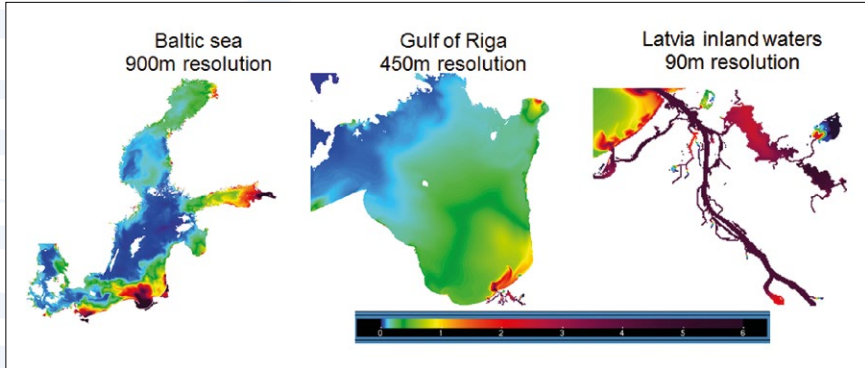 Baltic sea
900m resolution
Gulf of Riga
450m resolution
Latvia inland waters
90m resolution
0 1 2 3 4 5 6